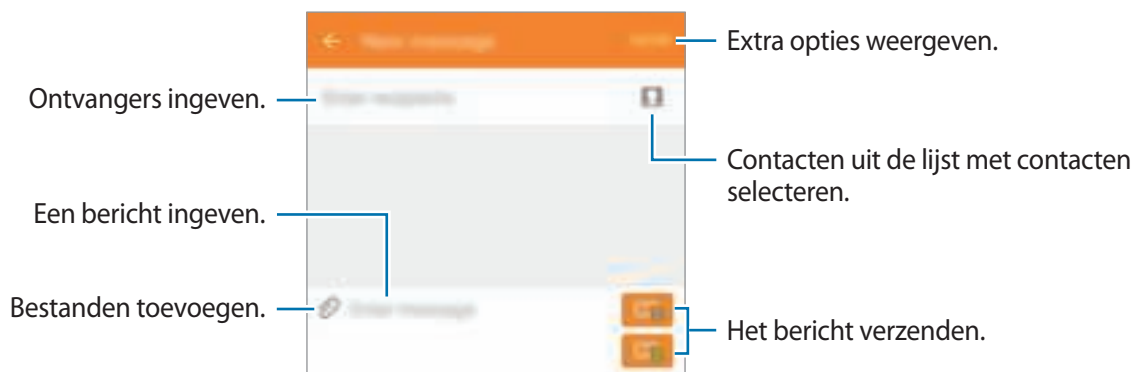 Extra opties weergeven.
Ontvangers ingeven.
Contacten uit de lijst met contacten
selecteren.
Een bericht ingeven.
Bestanden toevoegen.
Het bericht verzenden.